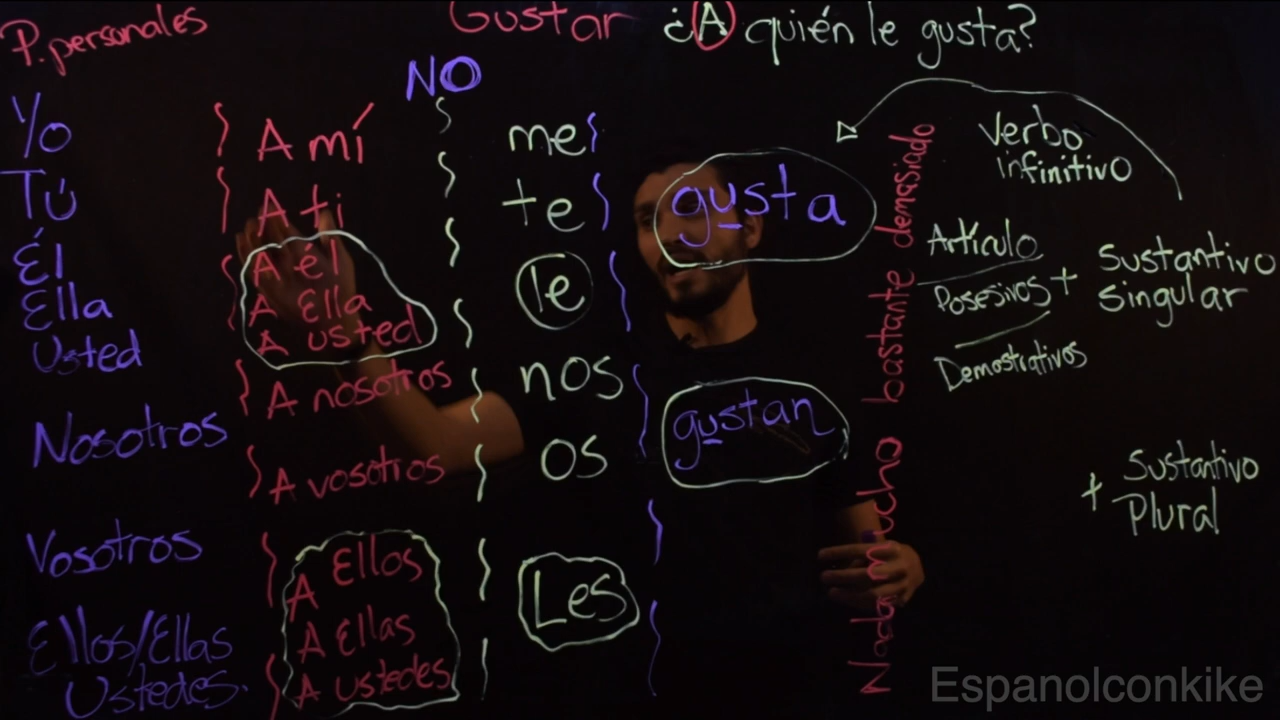 P. personales
Gustar
¿A quién le gusta?
NO
Yo
Tú
Él
Ella
Usted
Nosotros
Vosotros
Ellos/Ellas
Ustedes.
A mí
A ti
A él
A Ella
A usted
A nosotros
A vosotros
A Ellos
A Ellas
A ustedes
me
te
le
nos
os
Les
gusta
gustan
Nada mucho bastante demasiado
Verbo
infinitivo
Artículo
Posesivos +
Demostrativos
Sustantivo
singular
+ Sustantivo
Plural
Espanolconkike